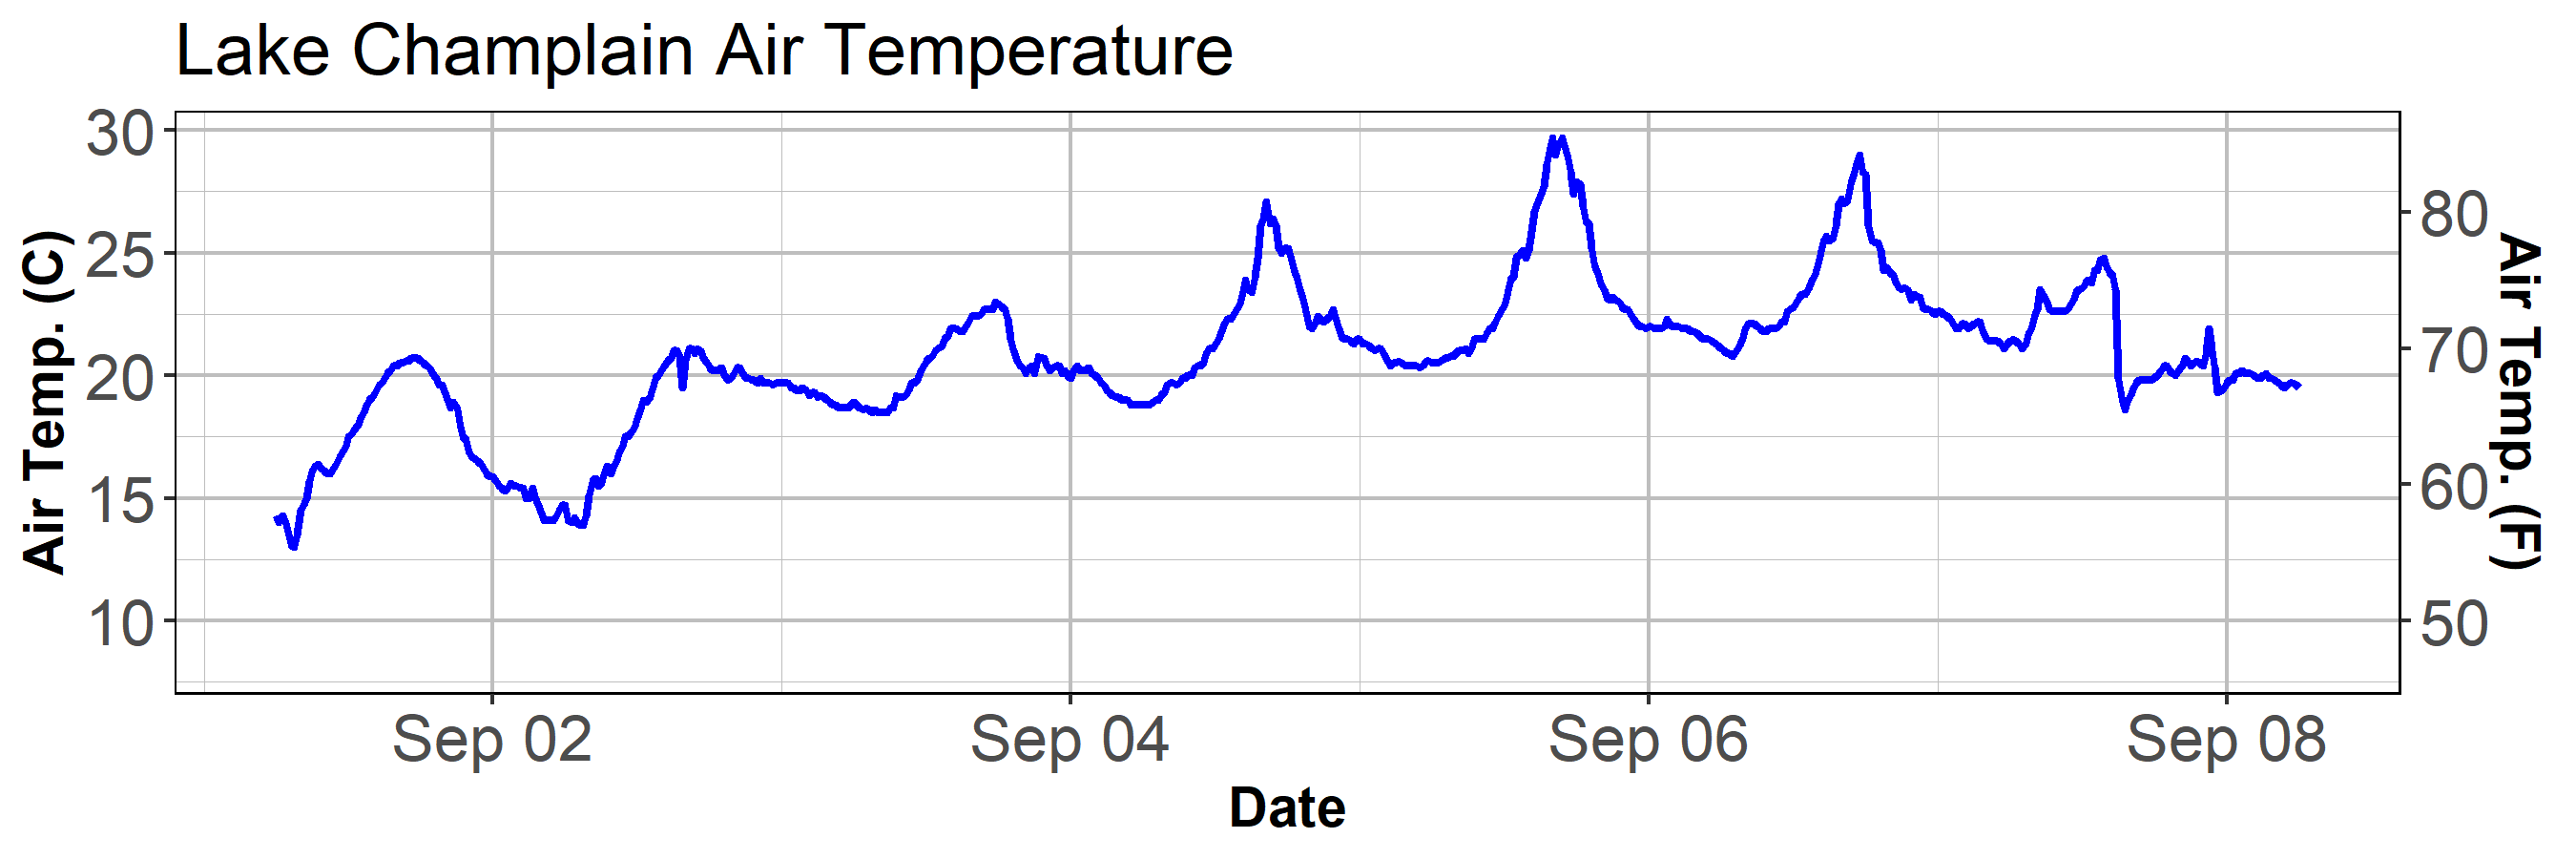 Lake Champlain Air Temperature
Air Temp. (C)
30
25
20
15
10
80
70
60
50
Air Temp. (F)
Sep 02 Sep 04 Sep 06 Sep 08
Date